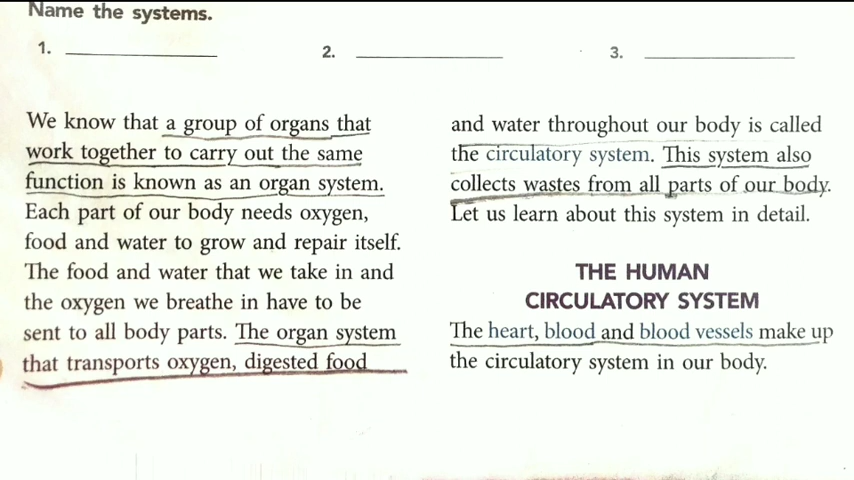 Name the systems.
1. 2. 3.
We know that a group of organs that
work together to carry out the same
function is known as an organ system.
Each part of our body needs oxygen,
food and water to grow and repair itself.
The food and water that we take in and
the oxygen we breathe in have to be
sent to all body parts. The organ system
that transports oxygen, digested food
and water throughout our body is called
the circulatory system. This system also
collects wastes from all parts of our body.
Let us learn about this system in detail.
THE HUMAN
CIRCULATORY SYSTEM
The heart, blood and blood vessels make up
the circulatory system in our body.